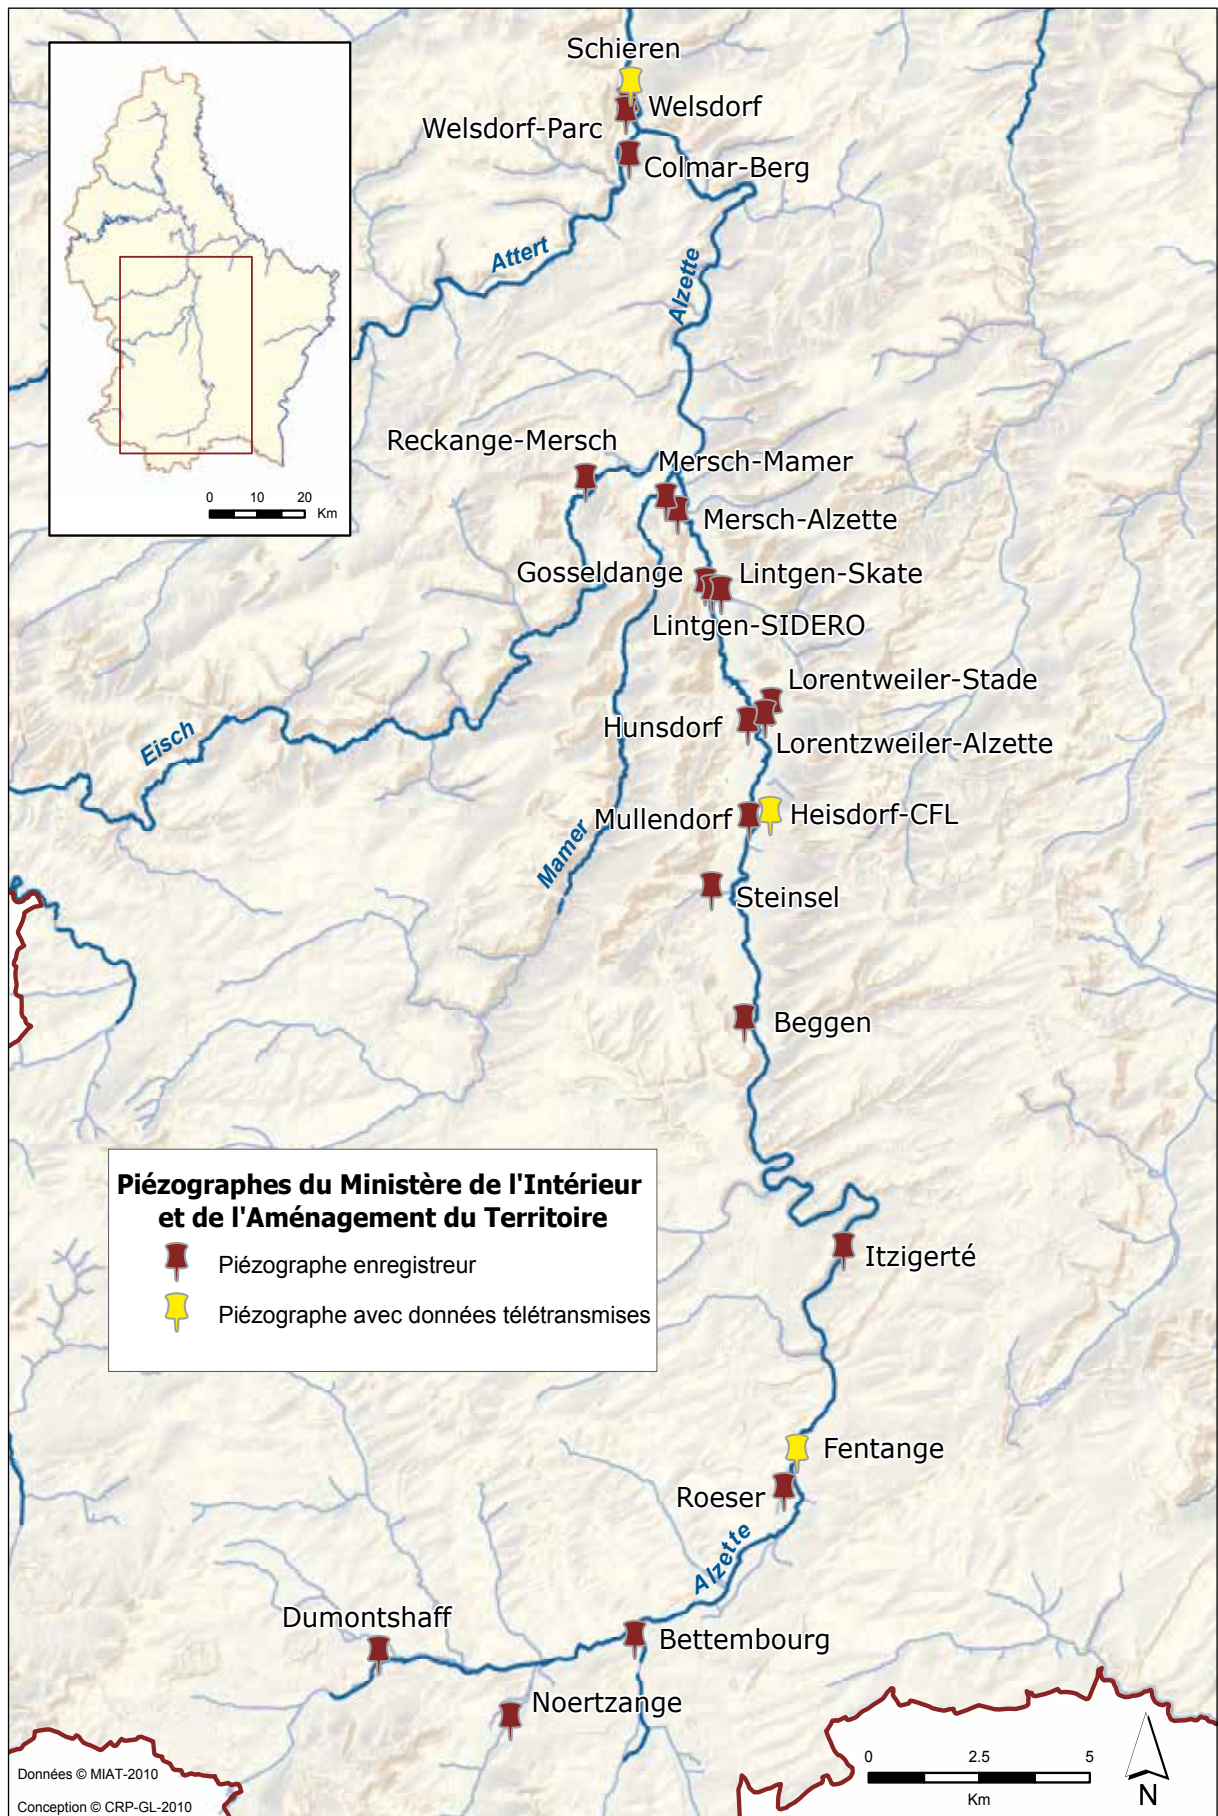 Schieren
Welsdorf
Welsdorf-Parc
Colmar-Berg
Attert
Alzette
0 10 20
Km
Reckange-Mersch
Mersch-Mamer
Mersch-Alzette
Gosseldange
Lintgen-Skate
Lintgen-SIDERO
Lorentweiler-Stade
Hunsdorf
Lorentzweiler-Alzette
Eisch
Mullendorf
Heisdorf-CFL
Mamer
Steinsel
Beggen
Piézographes du Ministère de l'Intérieur
et de l'Aménagement du Territoire
Piézographe enregistreur
Piézographe avec données télétransmises
Itzigerté
Fentange
Roeser
Alzette
Dumontshaff
Bettembourg
Noertzange
0 2.5 5
Km
N
Données © MIAT-2010
Conception © CRP-GL-2010